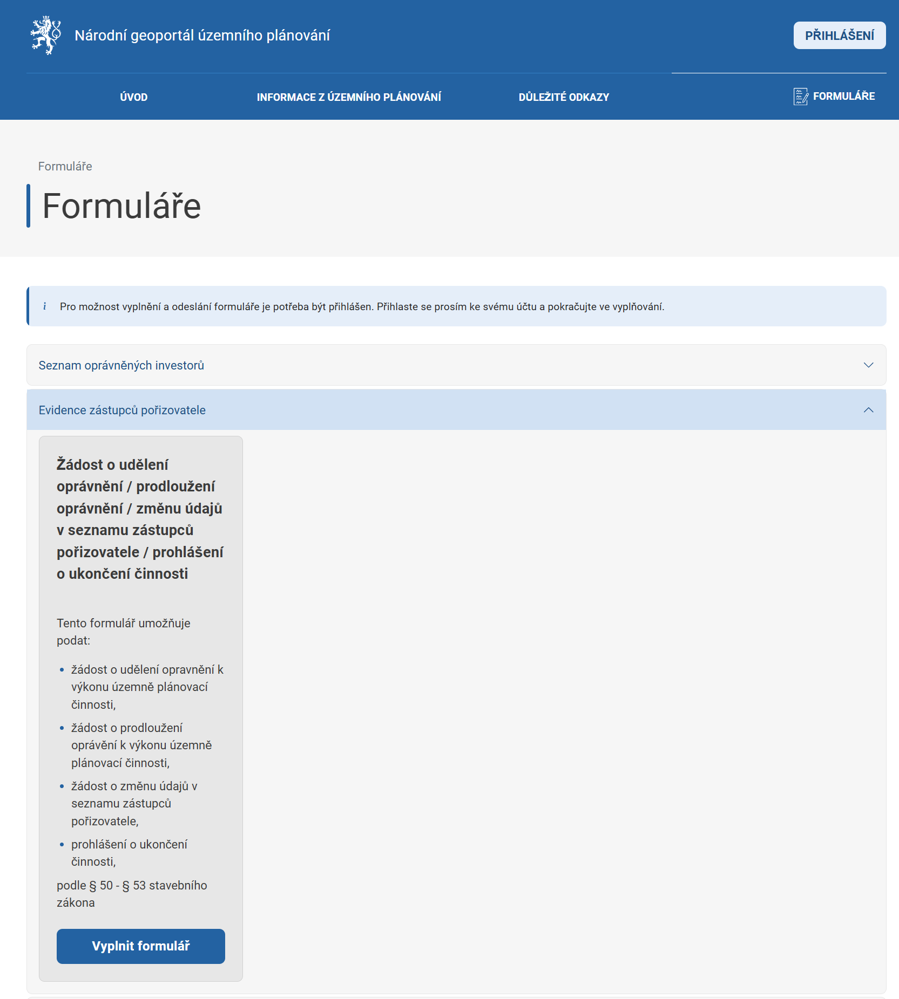 Národní geoportál územního plánování
PŘIHLÁŠENÍ
ÚVOD
INFORMACE Z ÚZEMNÍHO PLÁNOVÁNÍ
DŮLEŽITÉ ODKAZY
FORMULÁŘE
Formuláře
Formuláře
i Pro možnost vyplnění a odeslání formuláře je potřeba být přihlášen. Přihlaste se prosím ke svému účtu a pokračujte ve vyplňování.
Seznam oprávněných investorů
Evidence zástupců pořizovatele
Žádost o udělení
oprávnění / prodloužení
oprávnění / změnu údajů
v seznamu zástupců
pořizovatele / prohlášení
o ukončení činnosti
Tento formulář umožňuje
podat:
• žádost o udělení opravnění k
výkonu územně plánovací
činnosti,
• žádost o prodloužení
oprávění k výkonu územně
plánovací činnosti,
• žádost o změnu údajů v
seznamu zástupců
pořizovatele,
• prohlášení o ukončení
činnosti,
podle § 50 - § 53 stavebního
zákona
Vyplnit formulář